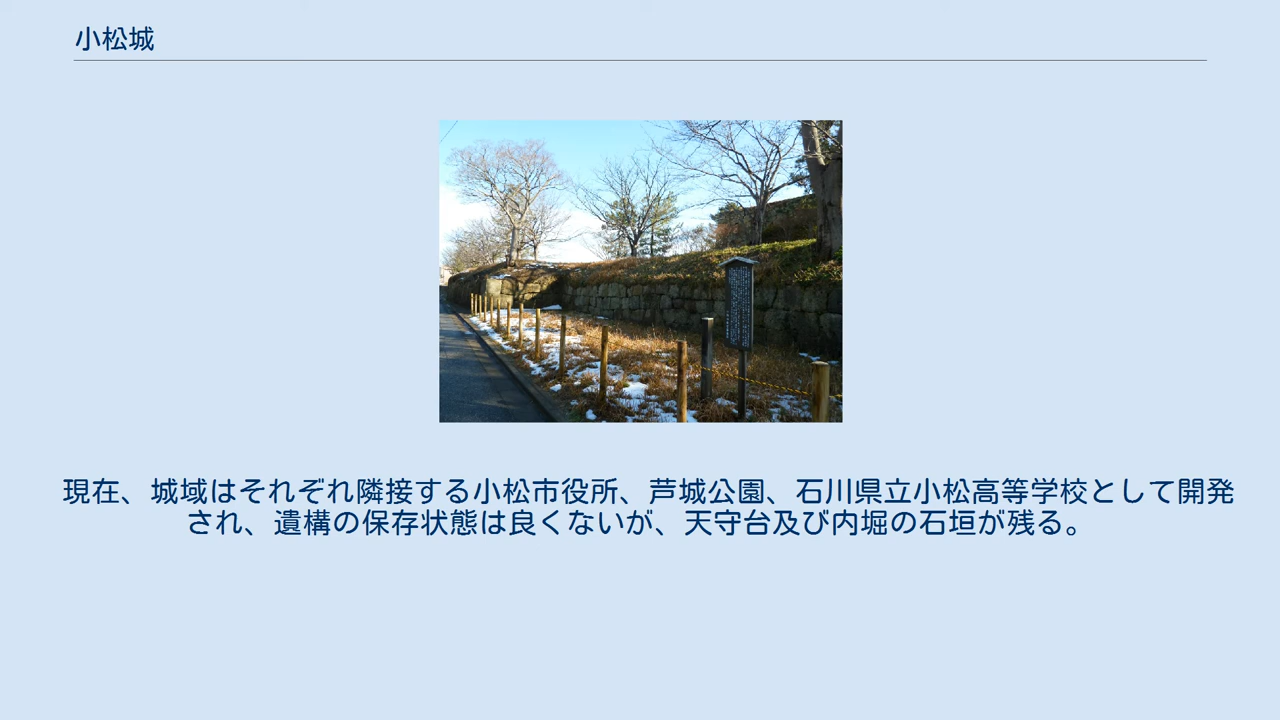 小松城
現在、城域はそれぞれ隣接する小松市役所、芦城公園、石川県立小松高等学校として開発
され、遺構の保存状態は良くないが、天守台及び内堀の石垣が残る。